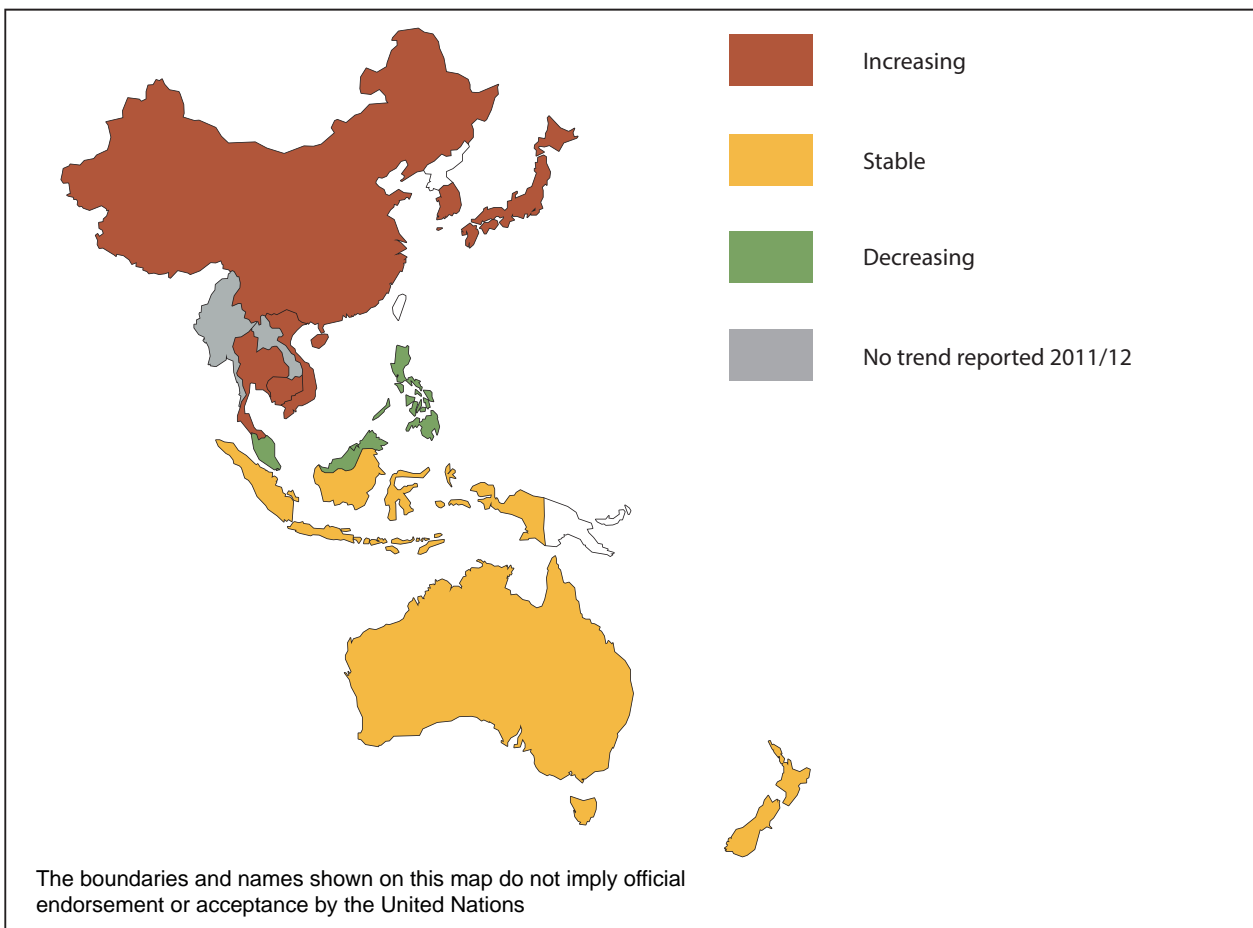 Increasing
Stable
Decreasing
No trend reported 2011/12
The boundaries and names shown on this map do not imply official
endorsement or acceptance by the United Nations